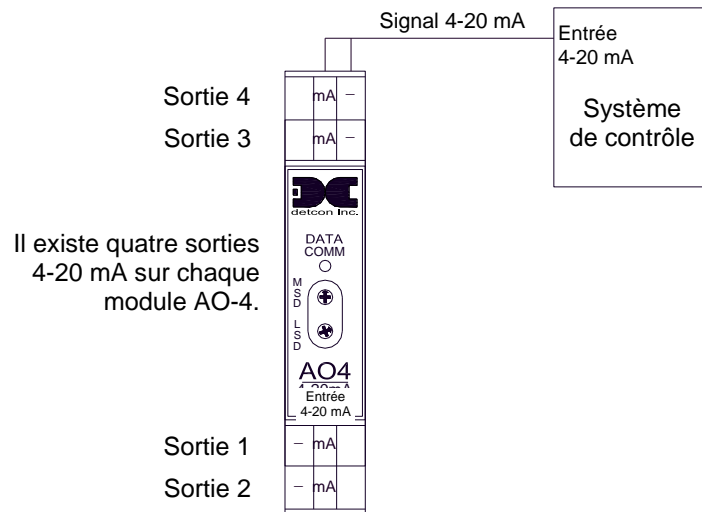 Signal 4-20 mA
Entrée
4-20 mA
Système
de contrôle
Sortie 4
mA –
Sortie 3
mA –
detcon Inc.
Il existe quatre sorties
4-20 mA sur chaque
module AO-4.
DATA
COMM
MSD
LSD
AO4
Entrée
4-20 mA
Sortie 1
– mA
Sortie 2
– mA